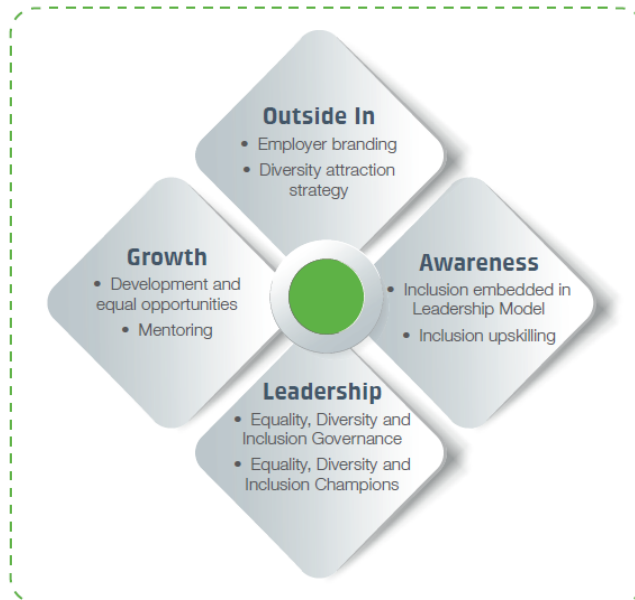 Outside In
• Employer branding
• Diversity attraction
strategy
Growth
• Development and
equal opportunities
• Mentoring
Awareness
• Inclusion embedded in
Leadership Model
• Inclusion upskilling
Leadership
• Equality, Diversity and
Inclusion Governance
• Equality, Diversity and
Inclusion Champions